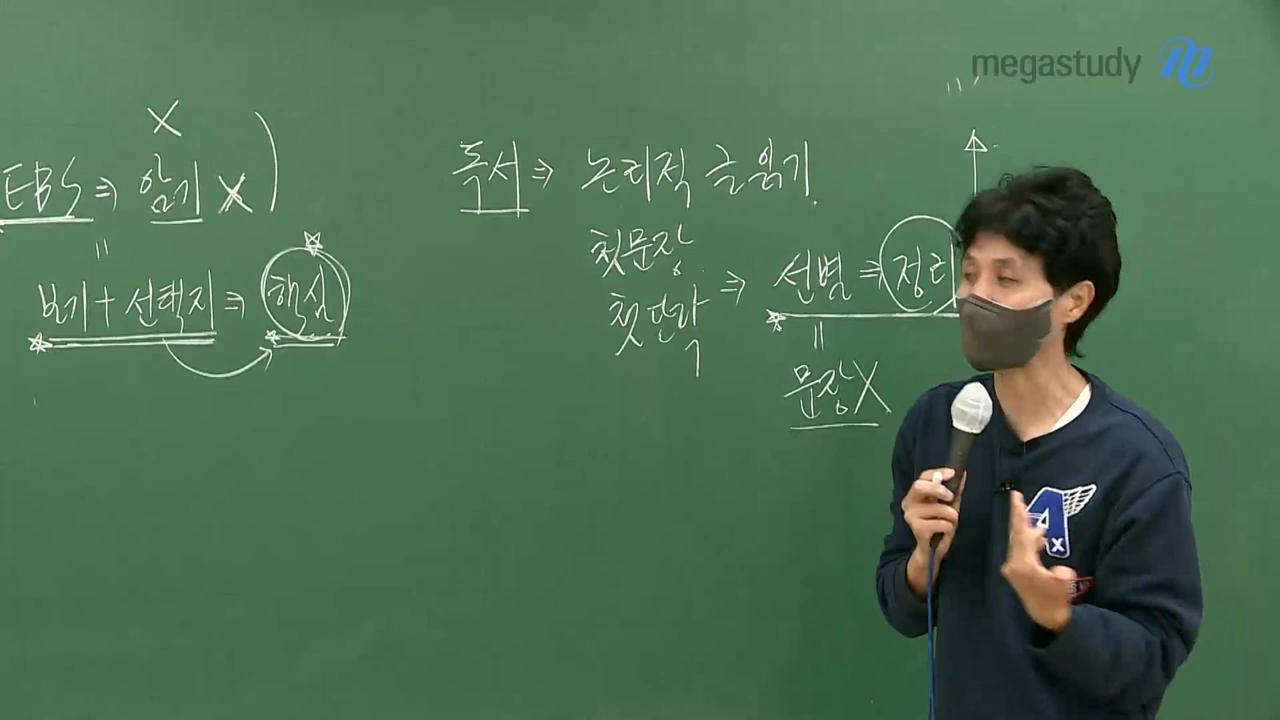 megastudy
X
EBS ⇒ 암기 X
=
보기 + 선택지 ⇒ 핵심
독서 ⇒ 논리적 글 읽기.
첫문장
첫단락 ⇒ 선별 ⇒ 정리
=
문장 X
A